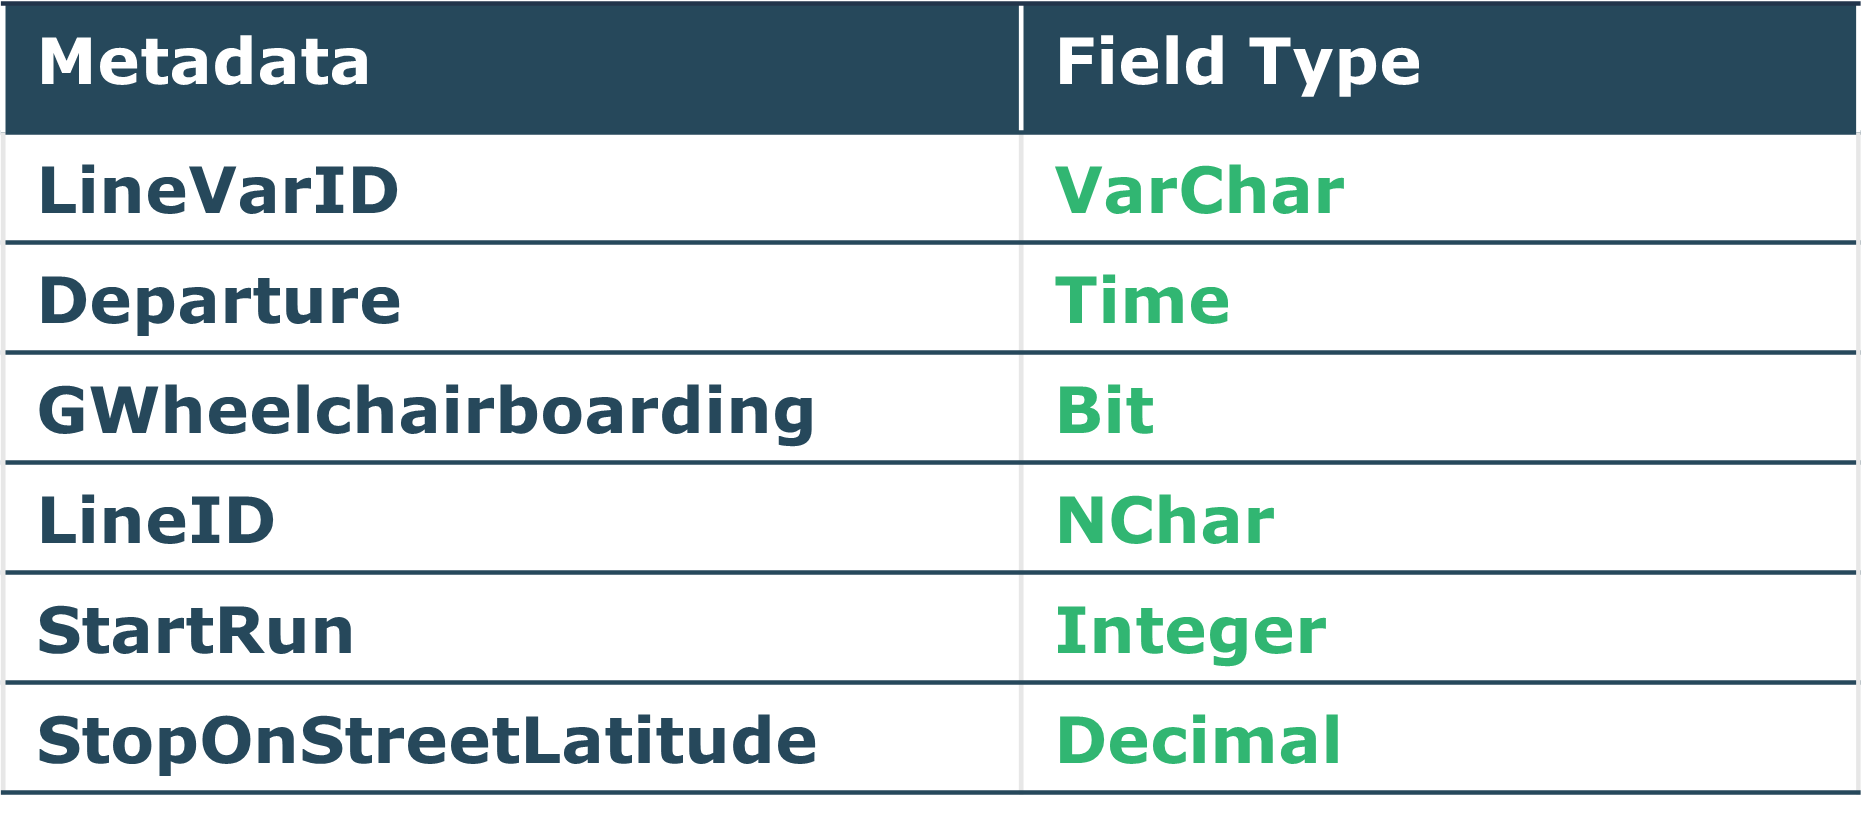 Metadata Field Type
LineVarID VarChar
Departure Time
GWheelchairboarding Bit
LineID NChar
StartRun Integer
StopOnStreetLatitude Decimal